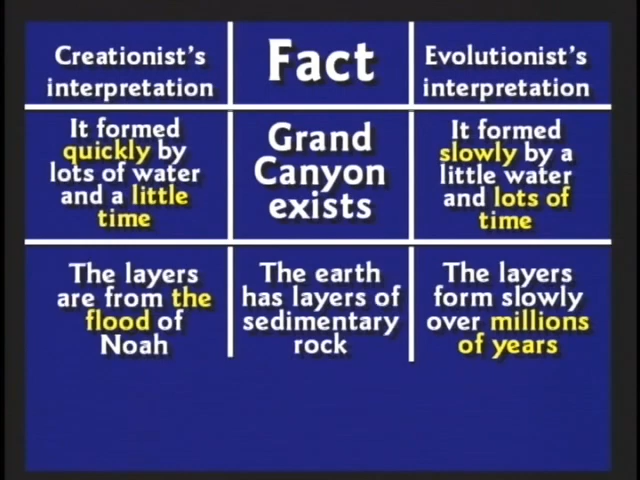 Creationist's
interpretation
Fact
Evolutionist's
interpretation
It formed
quickly by
lots of water
and a little
time
Grand
Canyon
exists
It formed
slowly by a
little water
and lots of
time
The layers
are from the
flood of
Noah
The earth
has layers of
sedimentary
rock
The layers
form slowly
over millions
of years